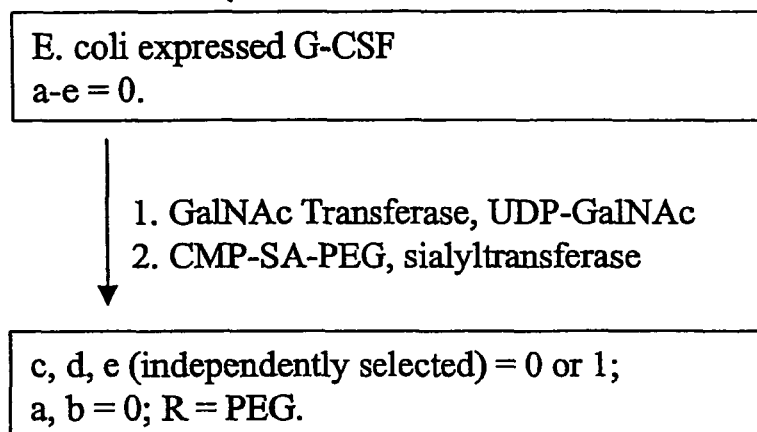 E. coli expressed G-CSF
a-e = 0.
1. GalNAc Transferase, UDP-GalNAc
2. CMP-SA-PEG, sialyltransferase
c, d, e (independently selected) = 0 or 1;
a, b = 0; R = PEG.